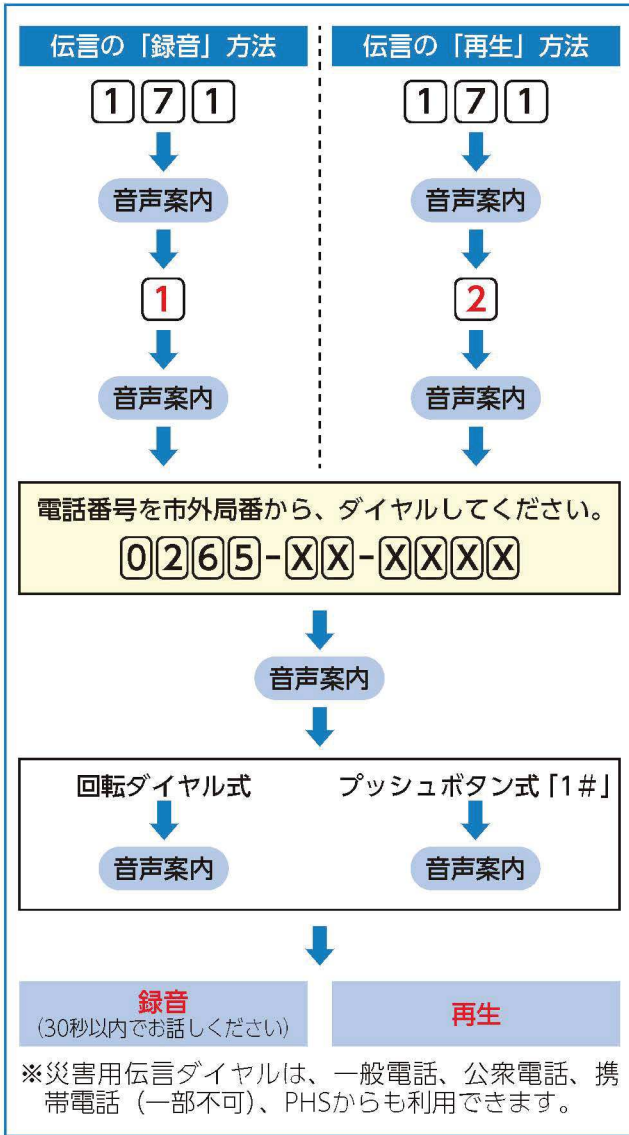 伝言の「録音」方法
伝言の「再生」方法
171
171
音声案内
音声案内
1
2
音声案内
音声案内
電話番号を市外局番から、ダイヤルしてください。
0265-XX-XXXX
音声案内
回転ダイヤル式
プッシュボタン式「1#」
音声案内
音声案内
録音
(30秒以内でお話しください)
再生
※災害用伝言ダイヤルは、一般電話、公衆電話、携
帯電話(一部不可)、PHSからも利用できます。